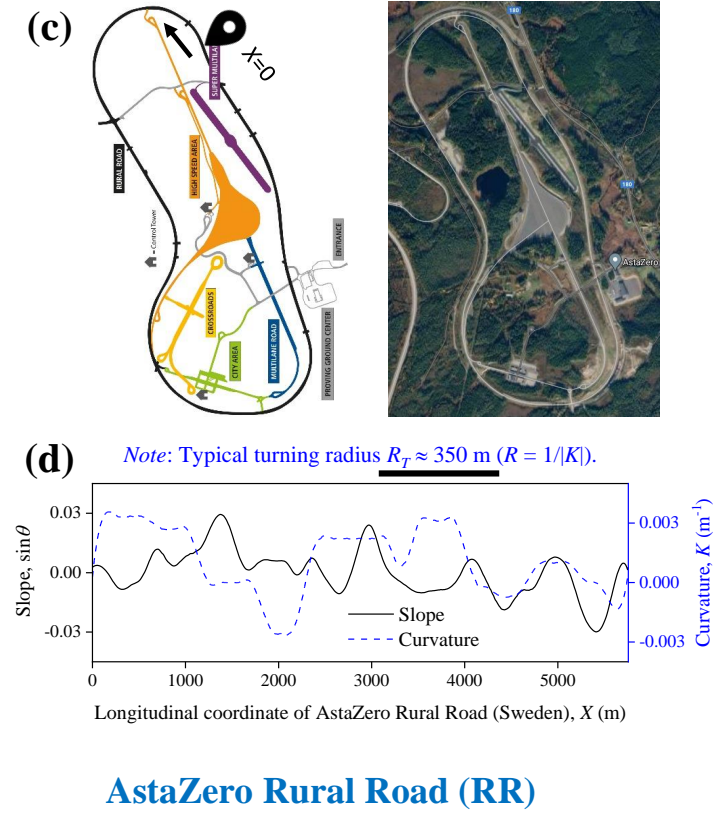 (c)
X=0
SUPER MULTILA
RURAL ROAD
HIGH SPEED AREA
= Control Tower
ENTRANCE
CROSSROADS
CITY AREA
MULTILANE ROAD
PROVING GROUND CENTER
180
180
AstaZero
(d)
Note: Typical turning radius R_T ≈ 350 m (R = 1/|K|).
Slope, sinθ
0.03
0.00
-0.03
0.003
0.000
-0.003
Curvature, K (m⁻¹)
Slope
Curvature
0 1000 2000 3000 4000 5000
Longitudinal coordinate of AstaZero Rural Road (Sweden), X (m)
AstaZero Rural Road (RR)